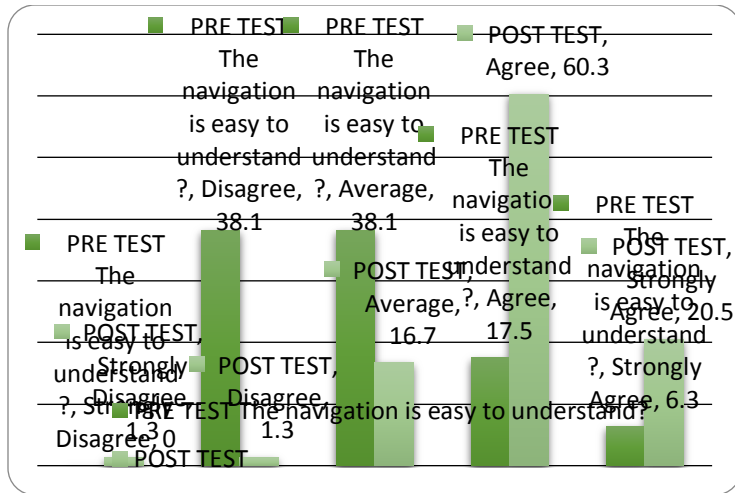 PRE TEST
The
navigation
is easy to
understand
?, Strongly
Disagree, 0
POST TEST,
Strongly
Disagree,
1.3
PRE TEST
The
navigation
is easy to
understand
?, Disagree,
38.1
POST TEST,
Disagree,
1.3
PRE TEST
The
navigation
is easy to
understand
?, Average,
38.1
POST TEST,
Average,
16.7
PRE TEST
The
navigation
is easy to
understand
?, Agree,
17.5
POST TEST,
Agree, 60.3
PRE TEST
The
navigation
is easy to
understand
?, Strongly
Agree, 6.3
POST TEST,
Strongly
Agree, 20.5
PRE TEST The navigation is easy to understand?
POST TEST